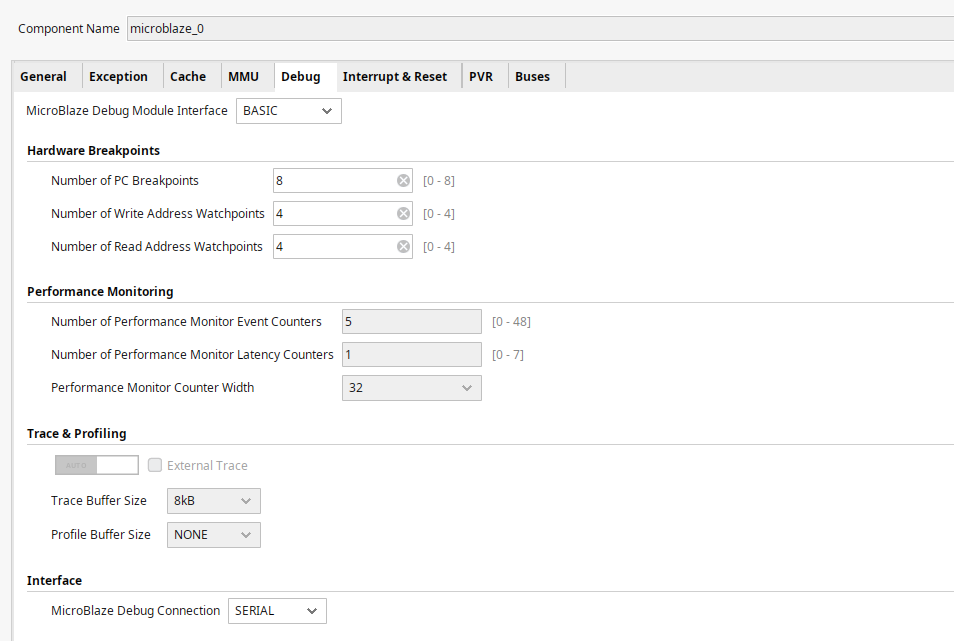 Component Name microblaze_0
General Exception Cache MMU Debug Interrupt & Reset PVR Buses
MicroBlaze Debug Module Interface BASIC
Hardware Breakpoints
Number of PC Breakpoints 8 [0 - 8]
Number of Write Address Watchpoints 4 [0 - 4]
Number of Read Address Watchpoints 4 [0 - 4]
Performance Monitoring
Number of Performance Monitor Event Counters 5 [0 - 48]
Number of Performance Monitor Latency Counters 1 [0 - 7]
Performance Monitor Counter Width 32
Trace & Profiling
AUTO External Trace
Trace Buffer Size 8kB
Profile Buffer Size NONE
Interface
MicroBlaze Debug Connection SERIAL